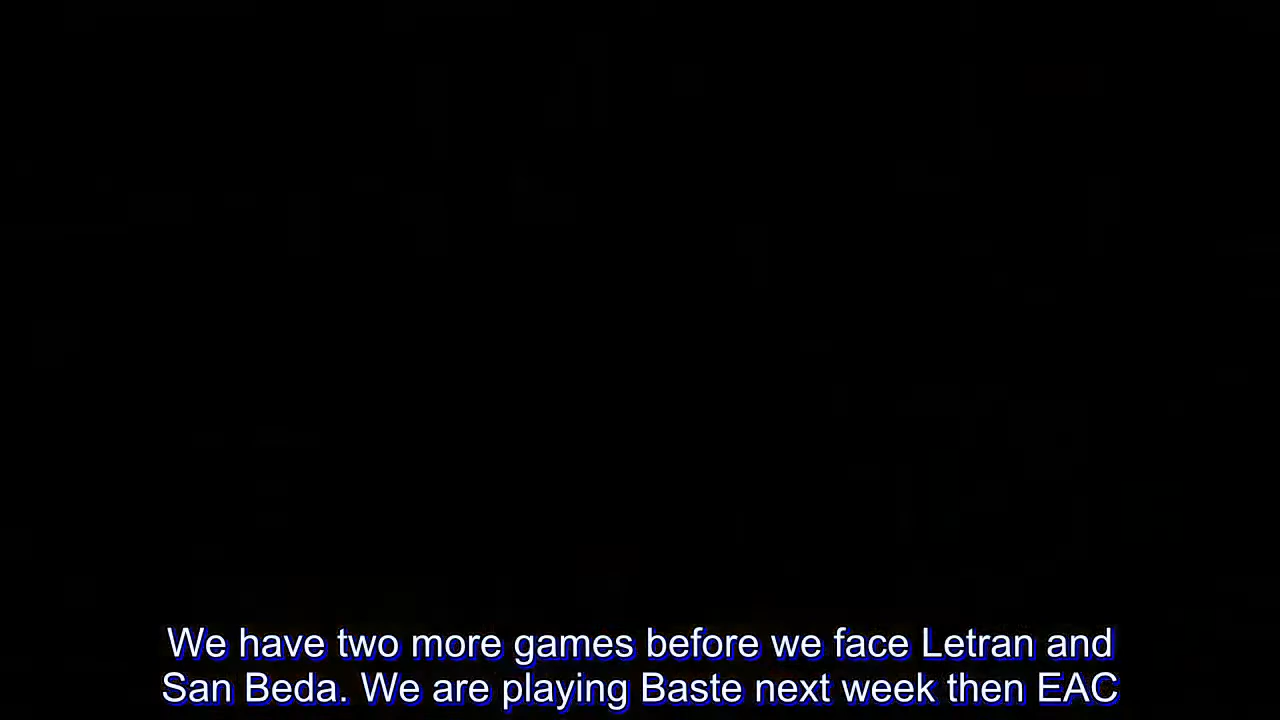 We have two more games before we face Letran and
San Beda. We are playing Baste next week then EAC